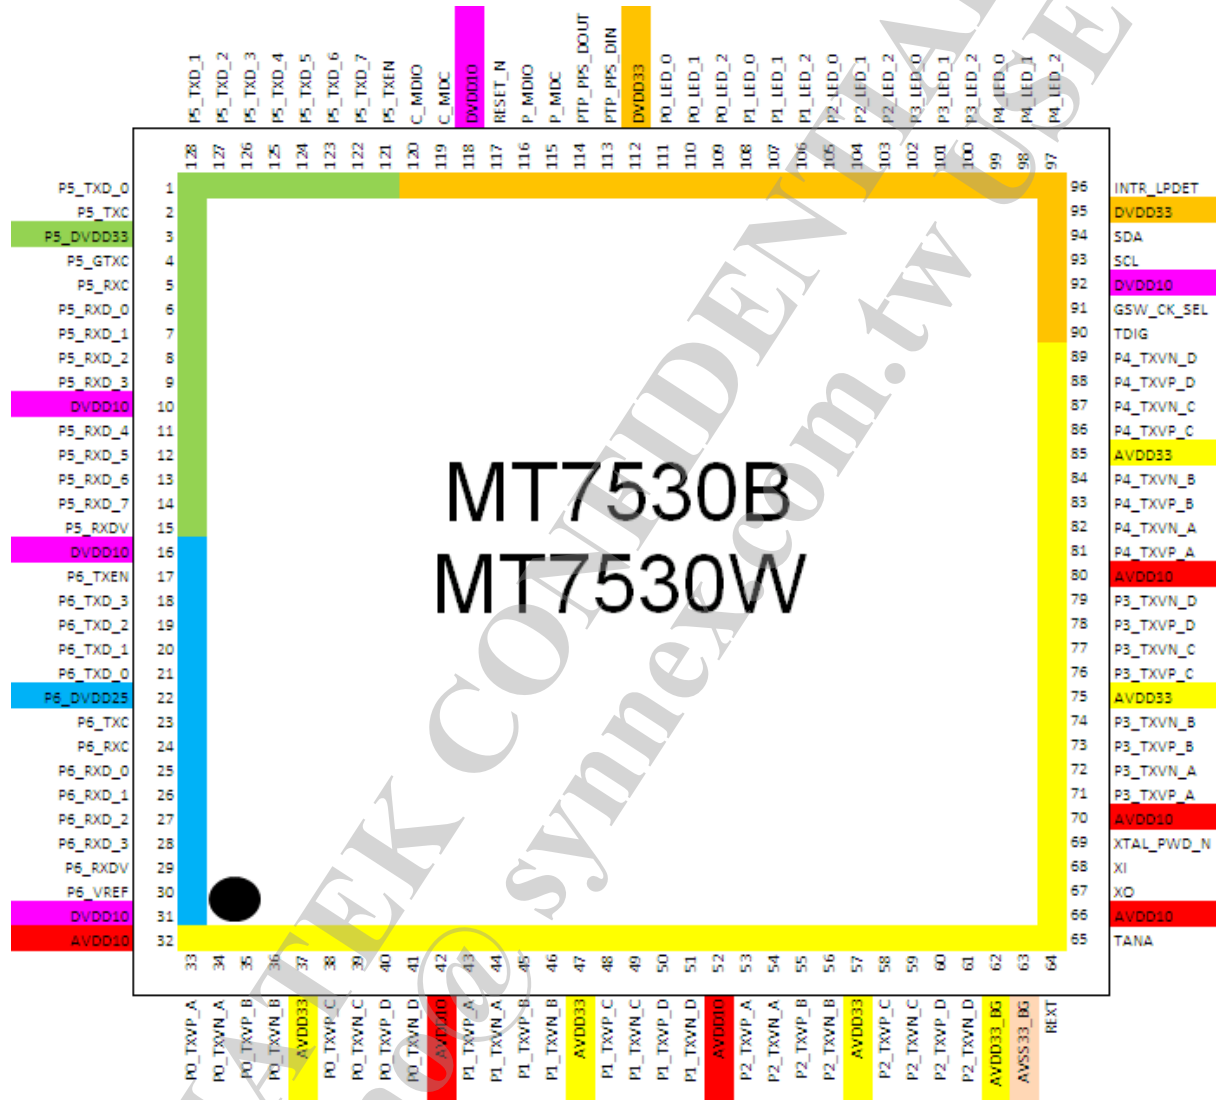 P5_TXD_1
P5_TXD_2
P5_TXD_3
P5_TXD_4
P5_TXD_5
P5_TXD_6
P5_TXD_7
P5_TXEN
C_MDIO
C_MDC
DVDD10
RESET_N
P_MDIO
P_MDC
PTP_PPS_DOUT
PTP_PPS_DIN
DVDD33
P0_LED_0
P0_LED_1
P0_LED_2
P1_LED_0
P1_LED_1
P1_LED_2
P2_LED_0
P2_LED_1
P2_LED_2
P3_LED_0
P3_LED_1
P3_LED_2
P4_LED_0
P4_LED_1
P4_LED_2
128
127
126
125
124
123
122
121
120
119
118
117
116
115
114
113
112
111
110
109
108
107
106
105
104
103
102
101
100
99
98
97
P5_TXD_0 1
P5_TXC 2
P5_DVDD33 3
P5_GTXC 4
P5_RXC 5
P5_RXD_0 6
P5_RXD_1 7
P5_RXD_2 8
P5_RXD_3 9
DVDD10 10
P5_RXD_4 11
P5_RXD_5 12
P5_RXD_6 13
P5_RXD_7 14
P5_RXDV 15
DVDD10 16
P6_TXEN 17
P6_TXD_3 18
P6_TXD_2 19
P6_TXD_1 20
P6_TXD_0 21
P6_DVDD25 22
P6_TXC 23
P6_RXC 24
P6_RXD_0 25
P6_RXD_1 26
P6_RXD_2 27
P6_RXD_3 28
P6_RXDV 29
P6_VREF 30
DVDD10 31
AVDD10 32
MT7530B
MT7530W
96 INTR_LPDET
95 DVDD33
94 SDA
93 SCL
92 DVDD10
91 GSW_CK_SEL
90 TDIG
89 P4_TXVN_D
88 P4_TXVP_D
87 P4_TXVN_C
86 P4_TXVP_C
85 AVDD33
84 P4_TXVN_B
83 P4_TXVP_B
82 P4_TXVN_A
81 P4_TXVP_A
80 AVDD10
79 P3_TXVN_D
78 P3_TXVP_D
77 P3_TXVN_C
76 P3_TXVP_C
75 AVDD33
74 P3_TXVN_B
73 P3_TXVP_B
72 P3_TXVN_A
71 P3_TXVP_A
70 AVDD10
69 XTAL_PWD_N
68 XI
67 XO
66 AVDD10
65 TANA
33
34
35
36
37
38
39
40
41
42
43
44
45
46
47
48
49
50
51
52
53
54
55
56
57
58
59
60
61
62
63
64
P0_TXVP_A
P0_TXVN_A
P0_TXVP_B
P0_TXVN_B
AVDD33
P0_TXVP_C
P0_TXVN_C
P0_TXVP_D
P0_TXVN_D
AVDD10
P1_TXVP_A
P1_TXVN_A
P1_TXVP_B
P1_TXVN_B
AVDD33
P1_TXVP_C
P1_TXVN_C
P1_TXVP_D
P1_TXVN_D
AVDD10
P2_TXVP_A
P2_TXVN_A
P2_TXVP_B
P2_TXVN_B
AVDD33
P2_TXVP_C
P2_TXVN_C
P2_TXVP_D
P2_TXVN_D
AVDD33_BG
AVSS33_BG
REXT
ATEK CONFIDENTIAL
no@synnex.com.tw USE